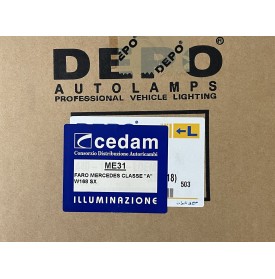 DEPO
DEPO
DEPO
AUTOLAMPS
PROFESSIONAL VEHICLE LIGHTING
cedam
Consorzio Distribuzione Autoricambi
ME31
FARO MERCEDES CLASSE "A"
W168 SX
ILLUMINAZIONE
←L
18)
503